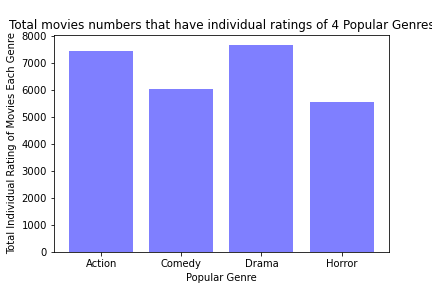 Total movies numbers that have individual ratings of 4 Popular Genres
Total Individual Rating of Movies Each Genre
8000
7000
6000
5000
4000
3000
2000
1000
0
Action Comedy Drama Horror
Popular Genre